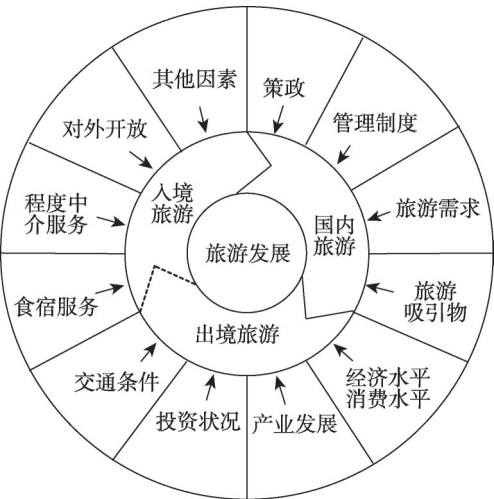 其他因素
策政
管理制度
旅游需求
旅游
吸引物
经济水平
消费水平
产业发展
投资状况
交通条件
食宿服务
程度中
介服务
对外开放
入境
旅游
国内
旅游
出境旅游
旅游发展